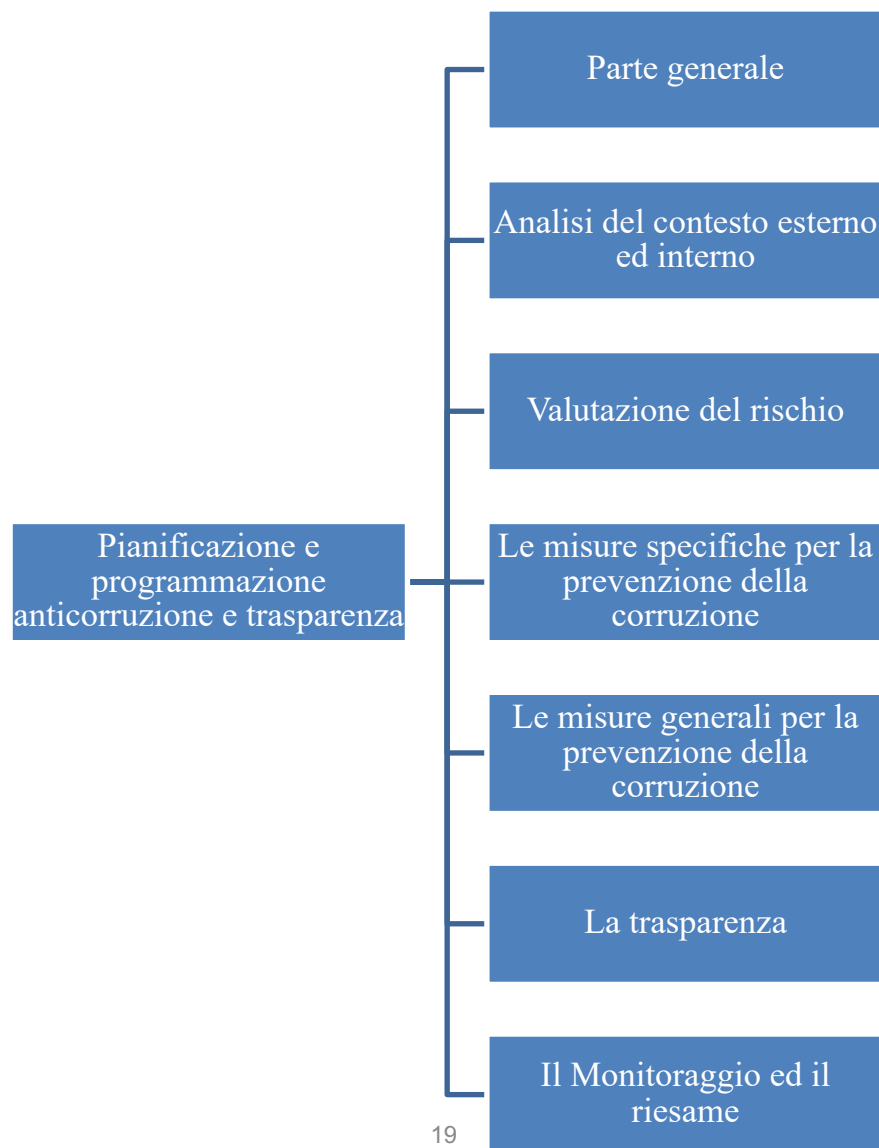 Parte generale
Analisi del contesto esterno
ed interno
Valutazione del rischio
Pianificazione e
programmazione
anticorruzione e trasparenza
Le misure specifiche per la
prevenzione della
corruzione
Le misure generali per la
prevenzione della
corruzione
La trasparenza
Il Monitoraggio ed il
riesame
19